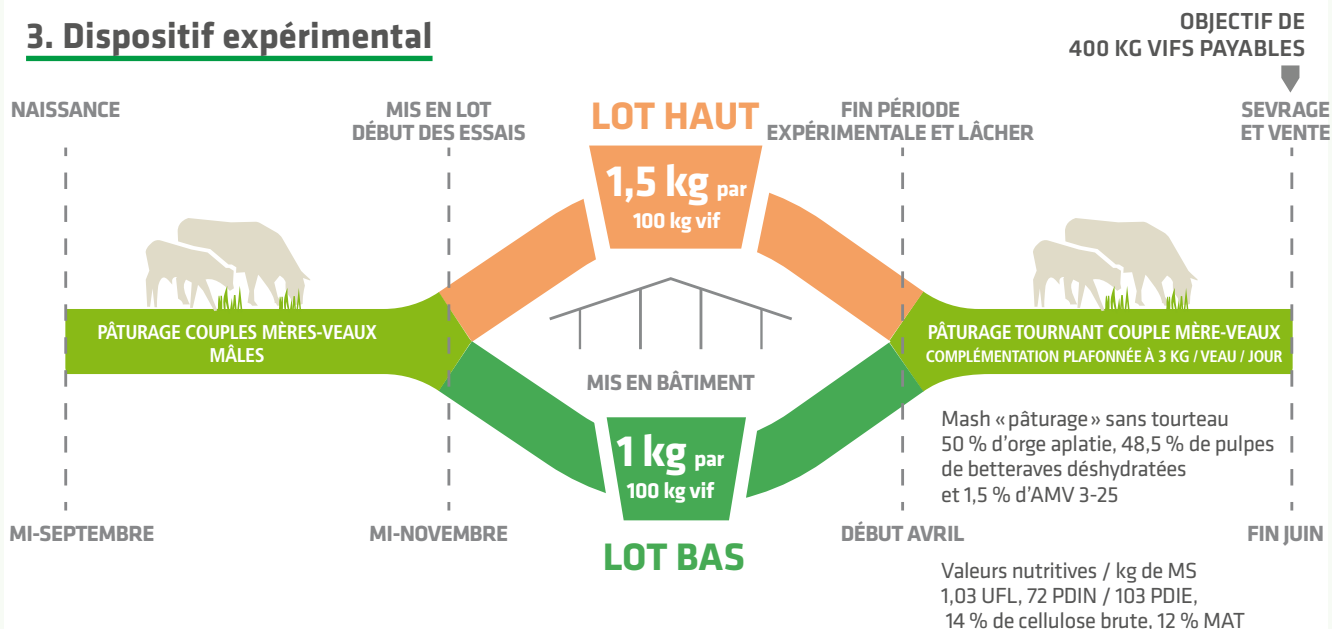 3. Dispositif expérimental
OBJECTIF DE
400 KG VIFS PAYABLES
NAISSANCE
MIS EN LOT
DÉBUT DES ESSAIS
LOT HAUT
FIN PÉRIODE
EXPÉRIMENTALE ET LÂCHER
SEVRAGE
ET VENTE
1,5 kg par
100 kg vif
PÂTURAGE COUPLES MÈRES-VEAUX
MÂLES
MIS EN BÂTIMENT
PÂTURAGE TOURNANT COUPLE MÈRE-VEAUX
COMPLÉMENTATION PLAFONNÉE À 3 KG / VEAU / JOUR
1 kg par
100 kg vif
LOT BAS
Mash « pâturage » sans tourteau
50 % d'orge aplatie, 48,5 % de pulpes
de betteraves déshydratées
et 1,5 % d'AMV 3-25
MI-SEPTEMBRE
MI-NOVEMBRE
DÉBUT AVRIL
FIN JUIN
Valeurs nutritives / kg de MS
1,03 UFL, 72 PDIN / 103 PDIE,
14 % de cellulose brute, 12 % MAT